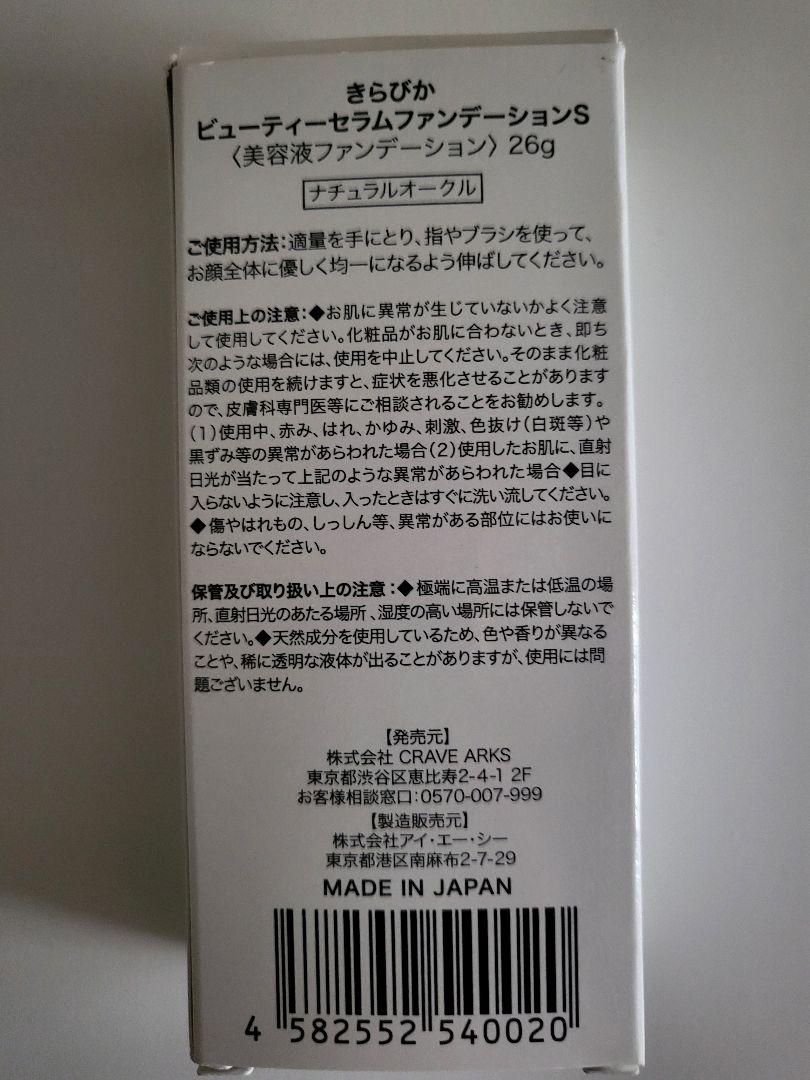 きらびか
ビューティーセラムファンデーションS
〈美容液ファンデーション〉26g
ナチュラルオークル
ご使用方法:適量を手にとり、指やブラシを使って、
お顔全体に優しく均一になるよう伸ばしてください。
ご使用上の注意:◆お肌に異常が生じていないかよく注意
して使用してください。化粧品がお肌に合わないとき、即ち
次のような場合には、使用を中止してください。そのまま化粧
品類の使用を続けますと、症状を悪化させることがあります
ので、皮膚科専門医等にご相談されることをお勧めします。
(1)使用中、赤み、はれ、かゆみ、刺激、色抜け(白斑等)や
黒ずみ等の異常があらわれた場合(2)使用したお肌に、直射
日光が当たって上記のような異常があらわれた場合◆目に
入らないように注意し、入ったときはすぐに洗い流してください。
◆傷やはれもの、しっしん等、異常がある部位にはお使いに
ならないでください。
保管及び取り扱い上の注意:◆極端に高温または低温の場
所、直射日光のあたる場所、湿度の高い場所には保管しないで
ください。◆天然成分を使用しているため、色や香りが異なる
ことや、稀に透明な液体が出ることがありますが、使用には問
題ございません。
【発売元】
株式会社 CRAVE ARKS
東京都渋谷区恵比寿2-4-1 2F
お客様相談窓口:0570-007-999
【製造販売元】
株式会社アイ・エー・シー
東京都港区南麻布2-7-29
MADE IN JAPAN
4 582552 540020